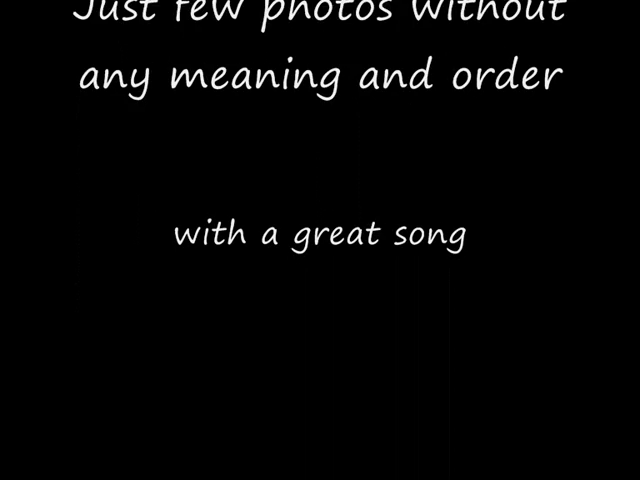 Just few photos without
any meaning and order
with a great song